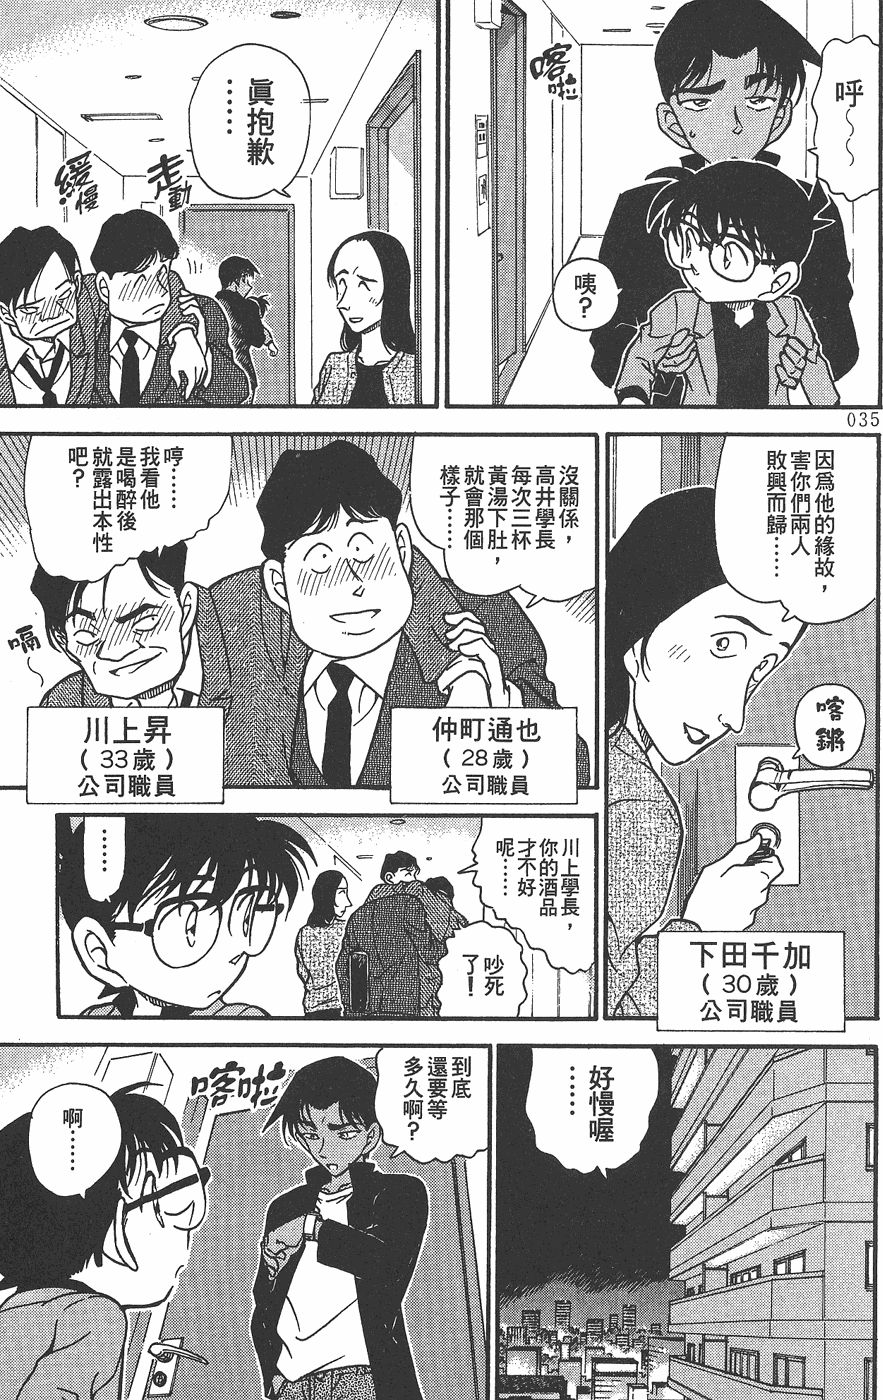 呼～
喀
啦
咦？
眞抱歉
……
走
動
緩
慢
035
因爲他的緣故，
害你們兩人
敗興而歸……
喀
鏘
下田千加
（30歲）
公司職員
沒關係，
高井學長
每次三杯
黃湯下肚，
就會那個
樣子……
哼……
我看他
是喝醉後
就露出本性
吧？
嗝
仲町通也
（28歲）
公司職員
川上昇
（33歲）
公司職員
川上學長，
你的酒品
才不好
呢……
吵死
了！
……
好慢喔
……
到底
還要等
多久啊？
喀啦
啊……